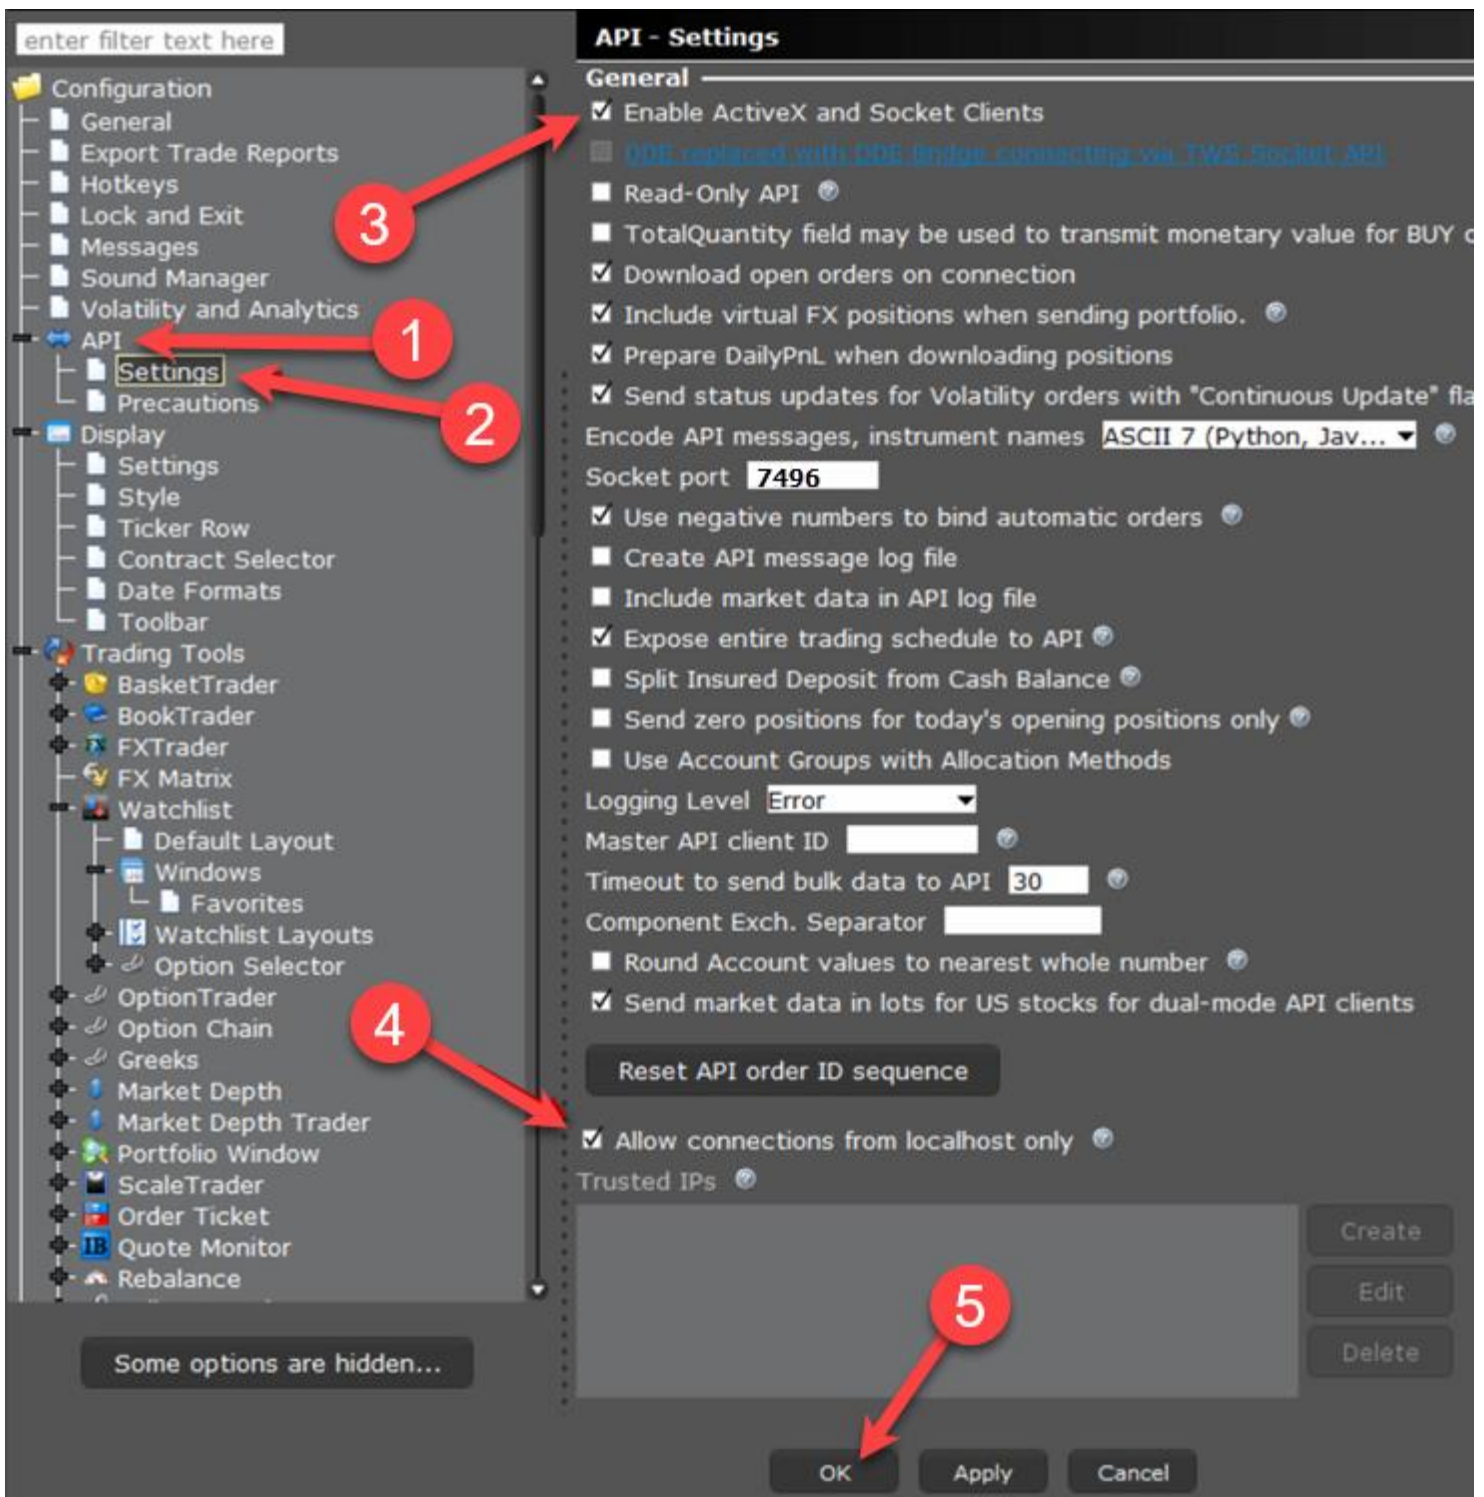 enter filter text here
Configuration
General
Export Trade Reports
Hotkeys
Lock and Exit
Messages
Sound Manager
Volatility and Analytics
API
Settings
Precautions
Display
Settings
Style
Ticker Row
Contract Selector
Date Formats
Toolbar
Trading Tools
BasketTrader
BookTrader
FX FXTrader
FX Matrix
Watchlist
Default Layout
Windows
Favorites
Watchlist Layouts
Option Selector
OptionTrader
Option Chain
Greeks
Market Depth
Market Depth Trader
Portfolio Window
ScaleTrader
Order Ticket
IB Quote Monitor
Rebalance
Some options are hidden...
1
2
3
4
5
API - Settings
General
Enable ActiveX and Socket Clients
DDE replaced with DDE Bridge connecting via TWS Socket API
Read-Only API
TotalQuantity field may be used to transmit monetary value for BUY
Download open orders on connection
Include virtual FX positions when sending portfolio.
Prepare DailyPnL when downloading positions
Send status updates for Volatility orders with "Continuous Update" fla
Encode API messages, instrument names ASCII 7 (Python, Jav...
Socket port 7496
Use negative numbers to bind automatic orders
Create API message log file
Include market data in API log file
Expose entire trading schedule to API
Split Insured Deposit from Cash Balance
Send zero positions for today's opening positions only
Use Account Groups with Allocation Methods
Logging Level Error
Master API client ID
Timeout to send bulk data to API 30
Component Exch. Separator
Round Account values to nearest whole number
Send market data in lots for US stocks for dual-mode API clients
Reset API order ID sequence
Allow connections from localhost only
Trusted IPs
Create
Edit
Delete
OK Apply Cancel